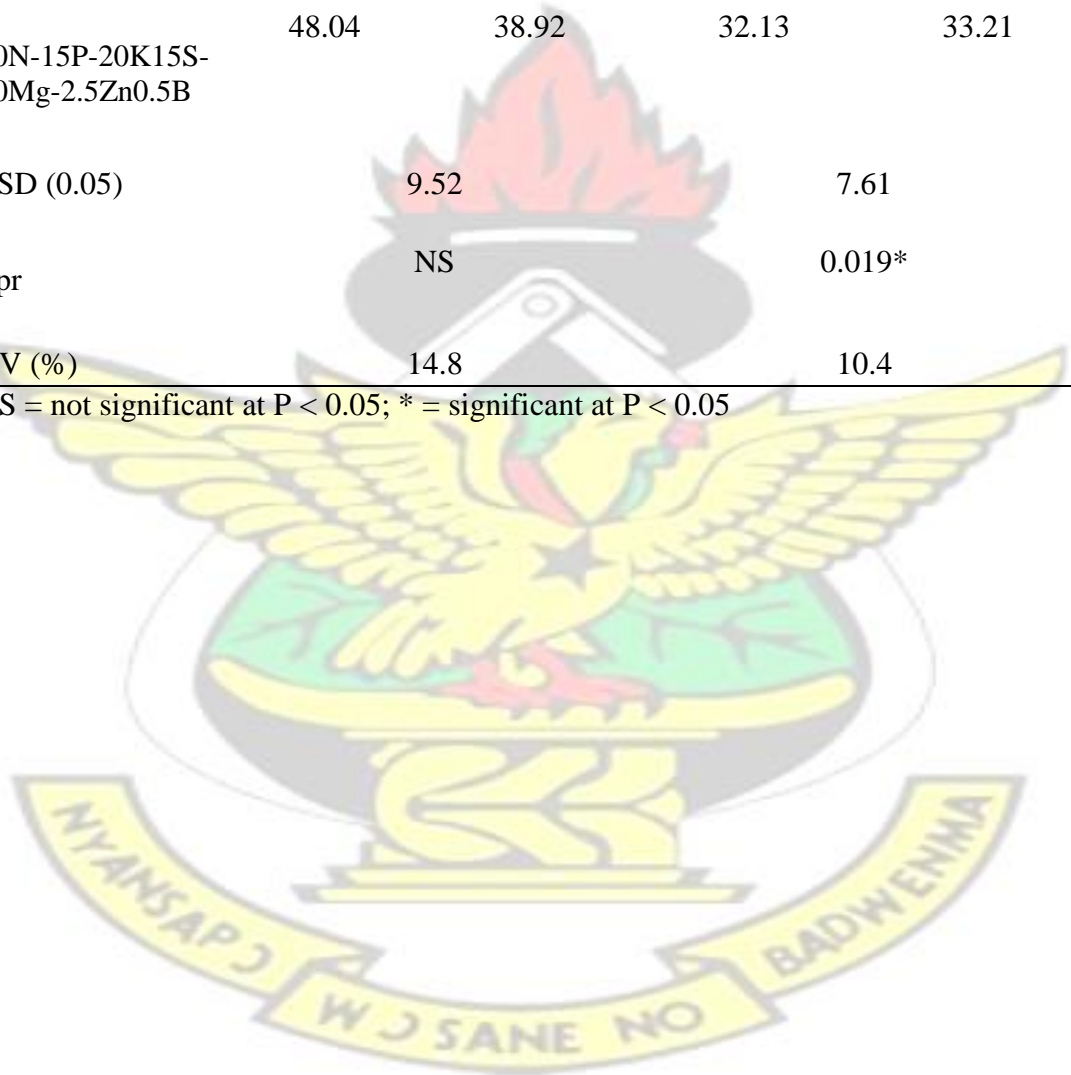 48.04 38.92 32.13 33.21
0N-15P-20K15S-
0Mg-2.5Zn0.5B
SD (0.05) 9.52 7.61
NS 0.019*
pr
V (%) 14.8 10.4
S = not significant at P < 0.05; * = significant at P < 0.05
NYANSAPƆ WƆSANE NO BADWENMA